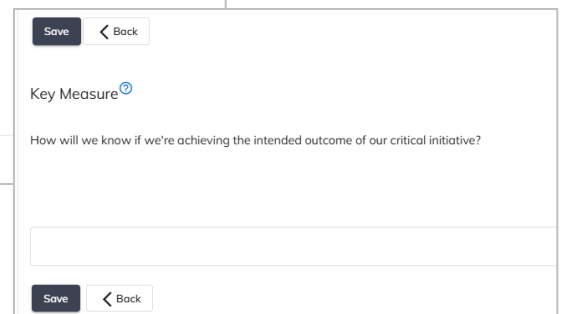 Save Back
Key Measure?
How will we know if we're achieving the intended outcome of our critical initiative?
Save Back